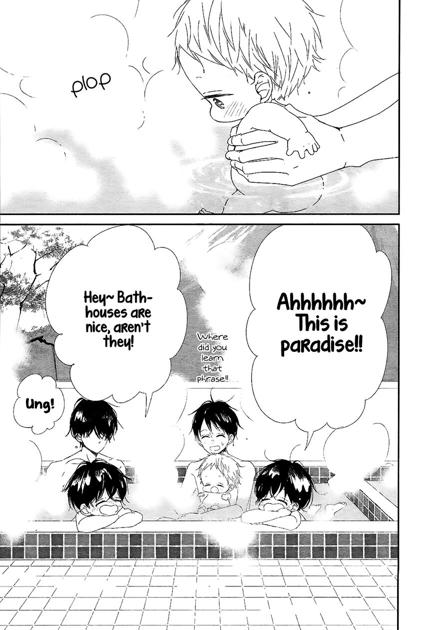 plop
Ahhhhhh~
This is
paradise!!
Where
did you
learn
that
phrase!!
Hey~ Bath-
houses are
nice, aren't
they!
Ung!